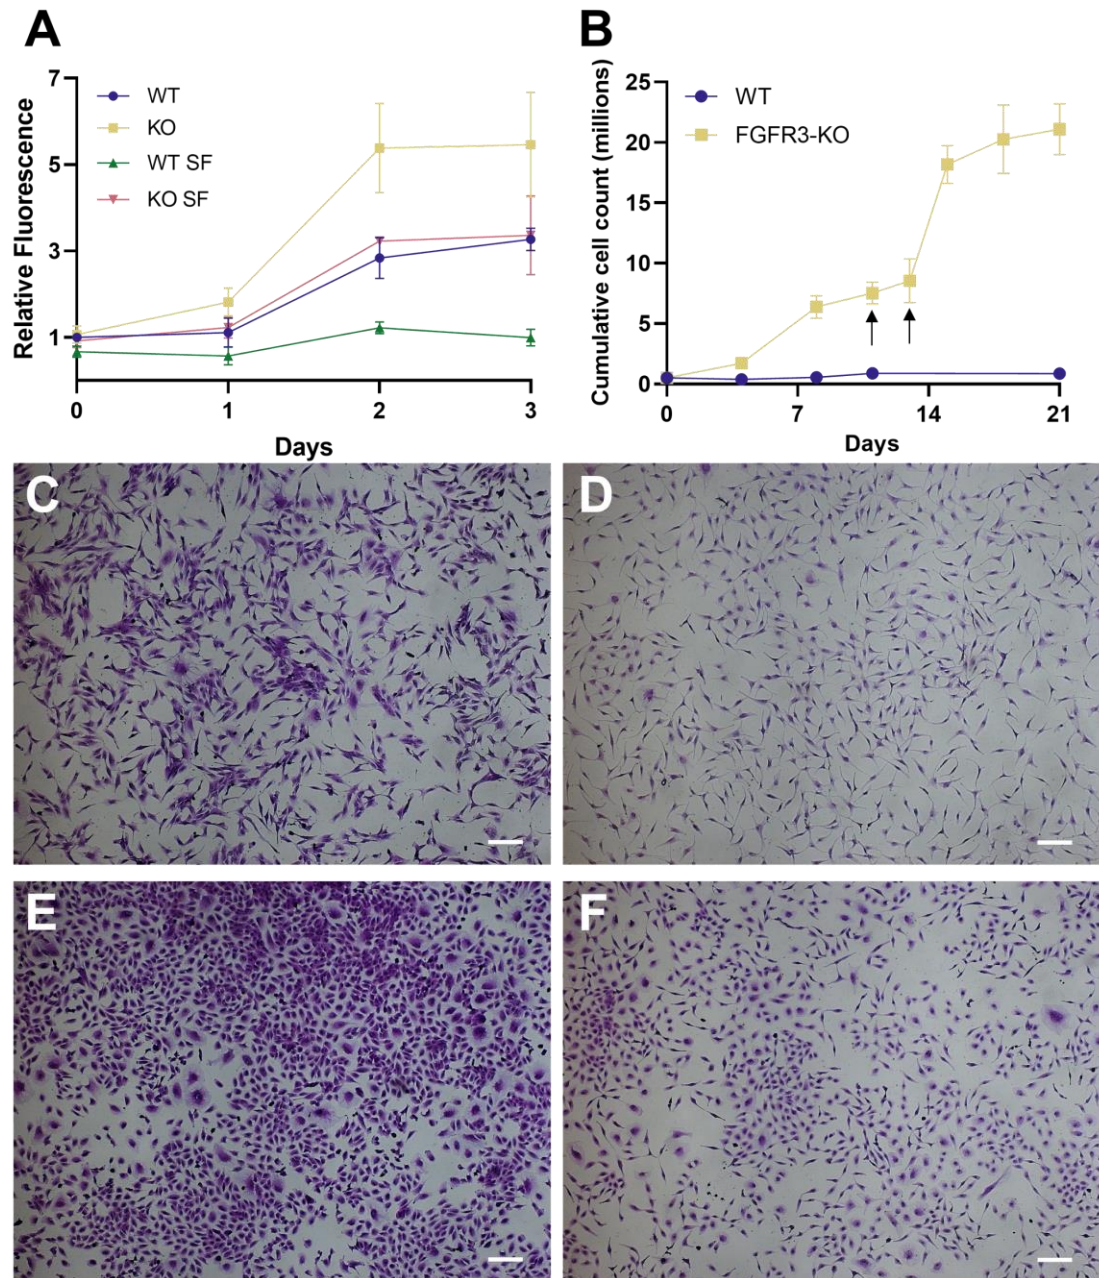 A
7
5
3
1
Relative Fluorescence
WT
KO
WT SF
KO SF
0 1 2 3
Days
B
25
20
15
10
5
0
Cumulative cell count (millions)
WT
FGFR3-KO
0 7 14 21
Days
C
D
E
F